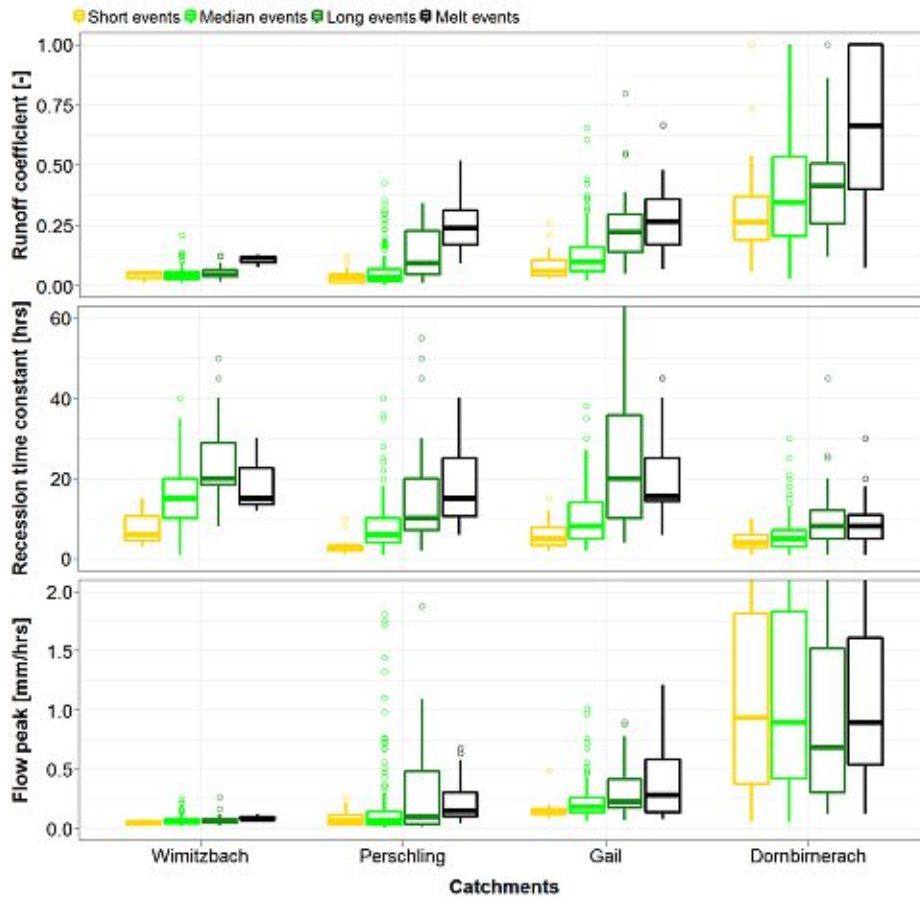 Short events Median events Long events Melt events
Runoff coefficient [-]
1.00
0.75
0.50
0.25
0.00
Recession time constant [hrs]
60
40
20
0
Flow peak [mm/hrs]
2.0
1.5
1.0
0.5
0.0
Wimitzbach Perschling Gail Dornbirnerach
Catchments